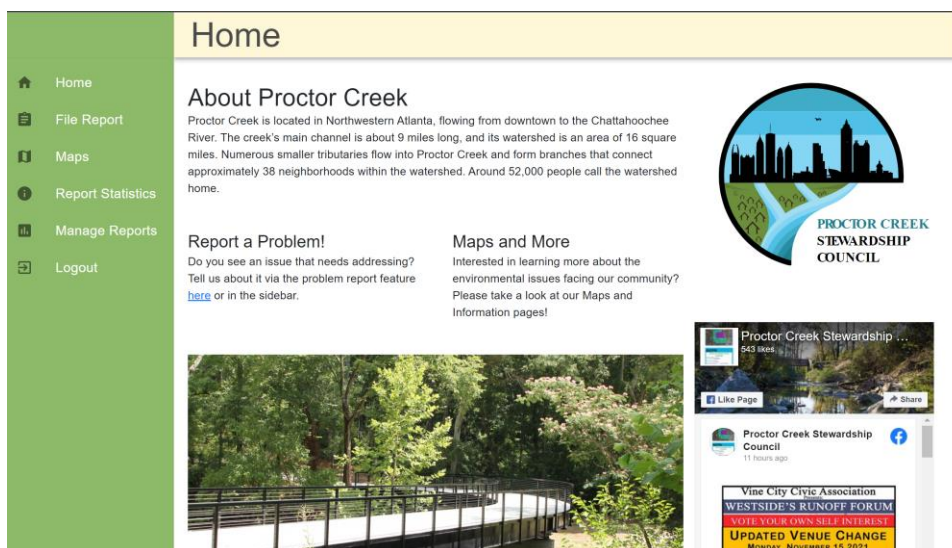 Home
Home
File Report
Maps
Report Statistics
Manage Reports
Logout
About Proctor Creek
Proctor Creek is located in Northwestern Atlanta, flowing from downtown to the Chattahoochee
River. The creek's main channel is about 9 miles long, and its watershed is an area of 16 square
miles. Numerous smaller tributaries flow into Proctor Creek and form branches that connect
approximately 38 neighborhoods within the watershed. Around 52,000 people call the watershed
home.
Report a Problem!
Do you see an issue that needs addressing?
Tell us about it via the problem report feature
here or in the sidebar.
Maps and More
Interested in learning more about the
environmental issues facing our community?
Please take a look at our Maps and
Information pages!
PROCTOR CREEK
STEWARDSHIP
COUNCIL
Proctor Creek Stewardship ...
543 likes
Like Page
Share
Proctor Creek Stewardship
Council
11 hours ago
Vine City Civic Association
Presents
WESTSIDE'S RUNOFF FORUM
VOTE YOUR OWN SELF INTEREST
UPDATED VENUE CHANGE
MONDAY, NOVEMBER 15, 2021